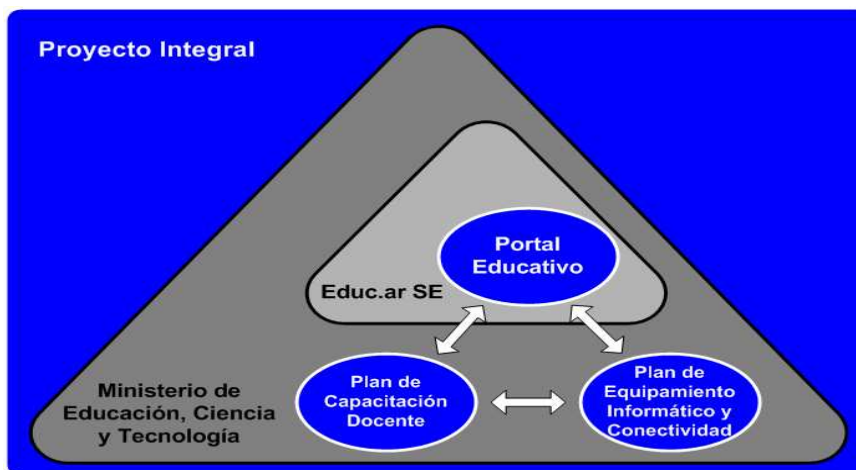 Proyecto Integral
Portal
Educativo
Educ.ar SE
Ministerio de
Educación, Ciencia
y Tecnología
Plan de
Capacitación
Docente
Plan de
Equipamiento
Informático y
Conectividad